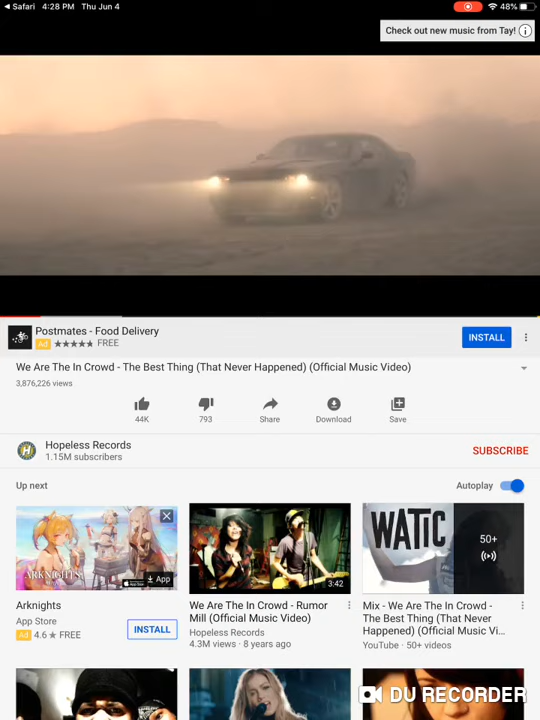 Safari 4:28 PM Thu Jun 4 48%
Check out new music from Tay!
Postmates - Food Delivery
Ad FREE
INSTALL
We Are The In Crowd - The Best Thing (That Never Happened) (Official Music Video)
3,876,226 views
44K 793 Share Download Save
Hopeless Records
1.15M subscribers
SUBSCRIBE
Up next Autoplay
ARKNIGHTS
App Store
App
3:42
WATIC
50+
Arknights
App Store
Ad 4.6 ★ FREE
INSTALL
We Are The In Crowd - Rumor
Mill (Official Music Video)
Hopeless Records
4.3M views · 8 years ago
Mix - We Are The In Crowd -
The Best Thing (That Never
Happened) (Official Music Vi...
YouTube · 50+ videos
DU RECORDER